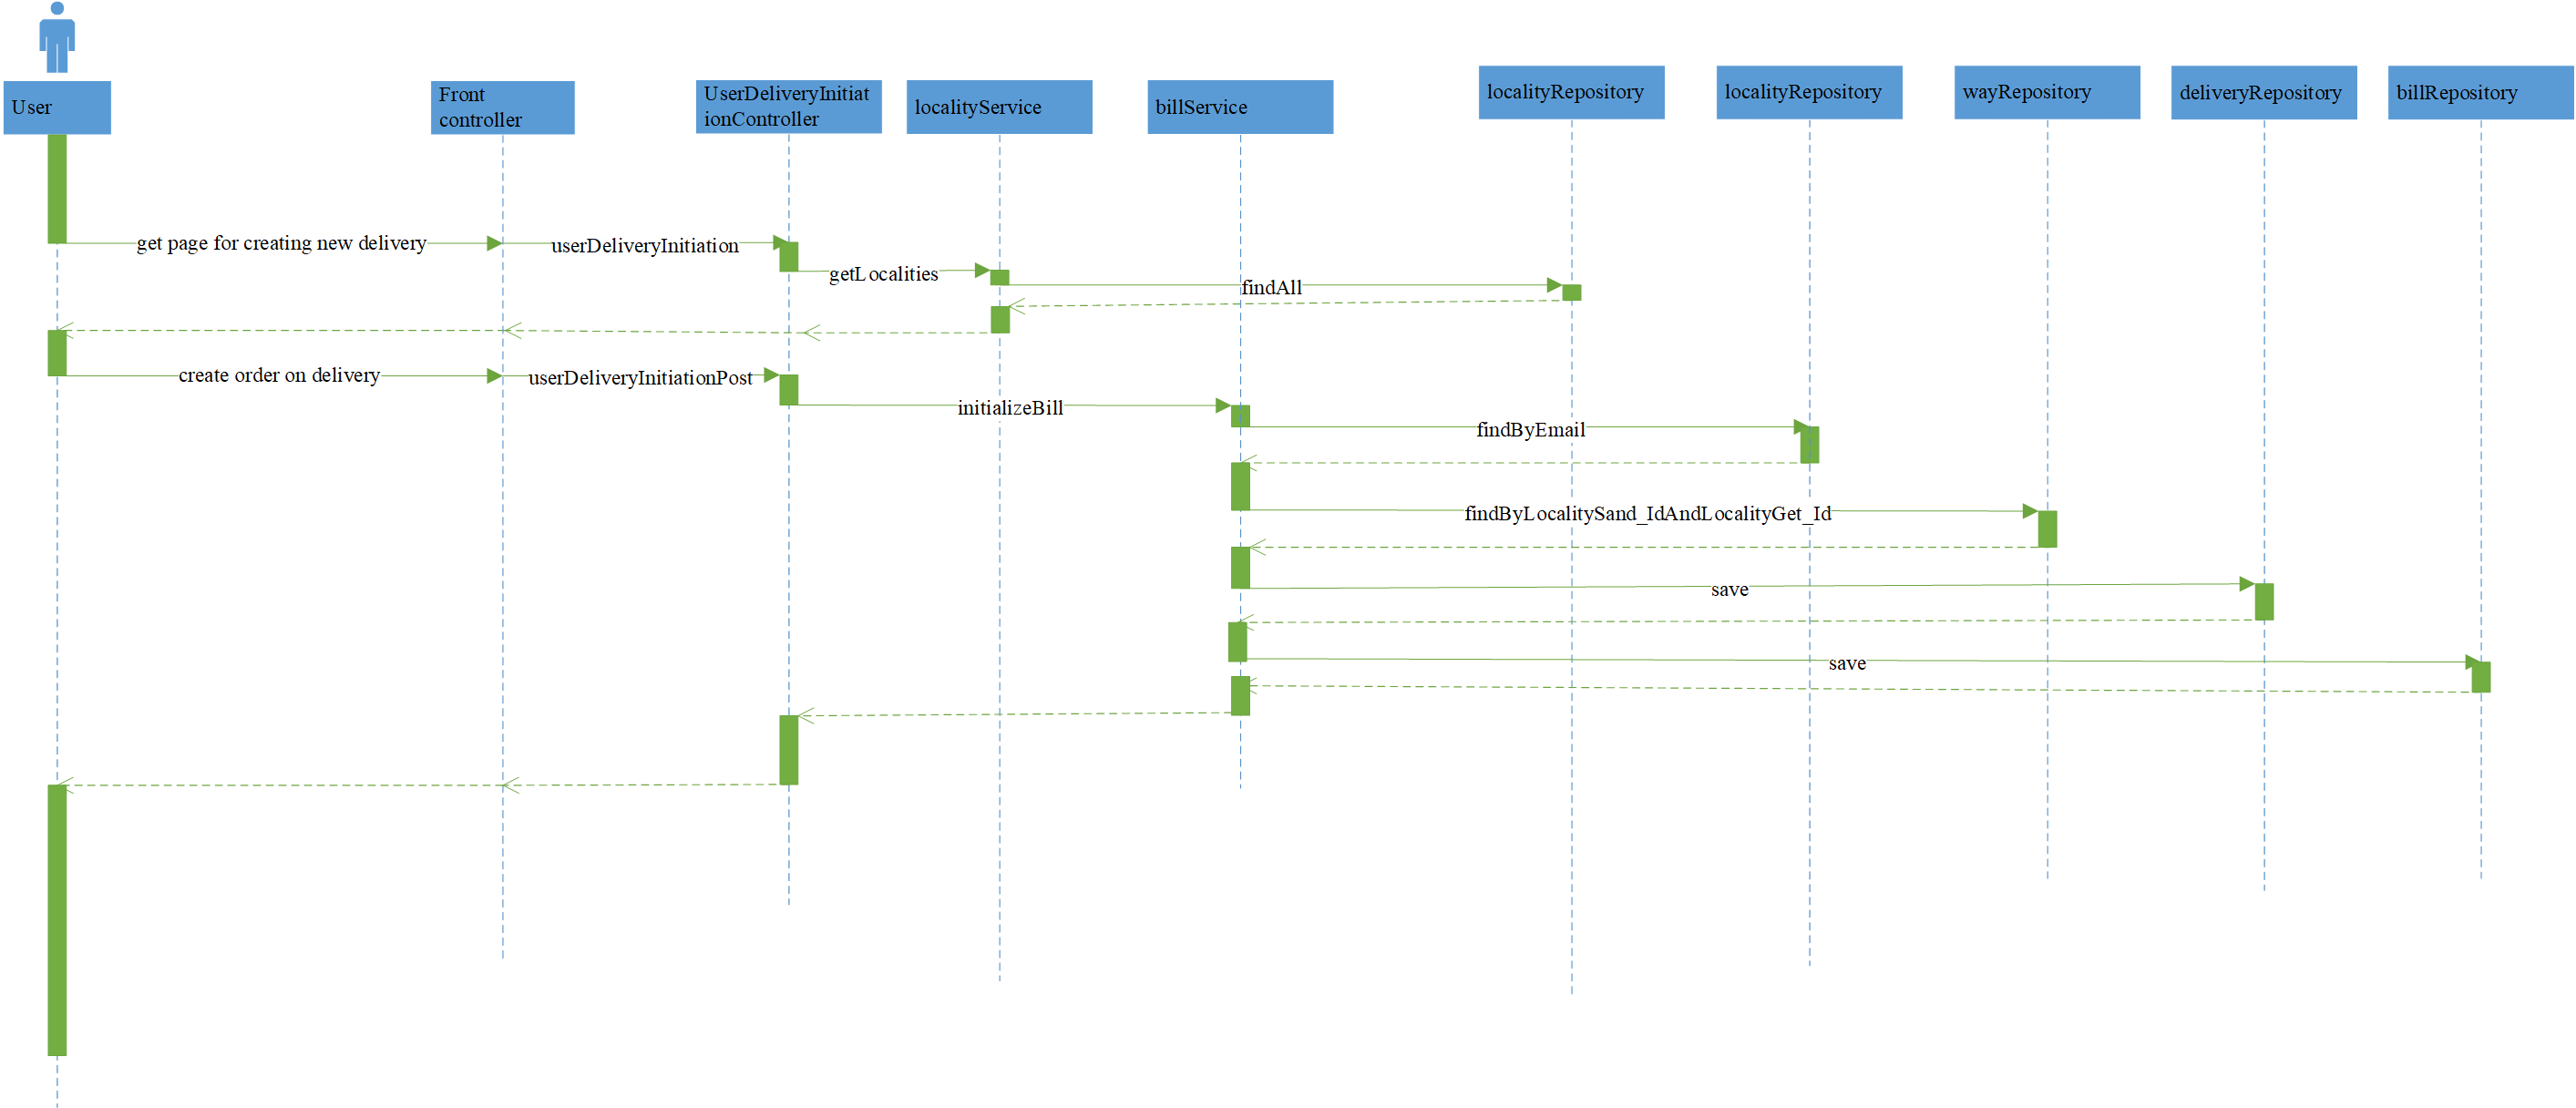 User
Front
controller
UserDeliveryInitiat
ionController
localityService
billService
localityRepository
localityRepository
wayRepository
deliveryRepository
billRepository
get page for creating new delivery
userDeliveryInitiation
getLocalities
findAll
create order on delivery
userDeliveryInitiationPost
initializeBill
findByEmail
findByLocalitySand_IdAndLocalityGet_Id
save
save